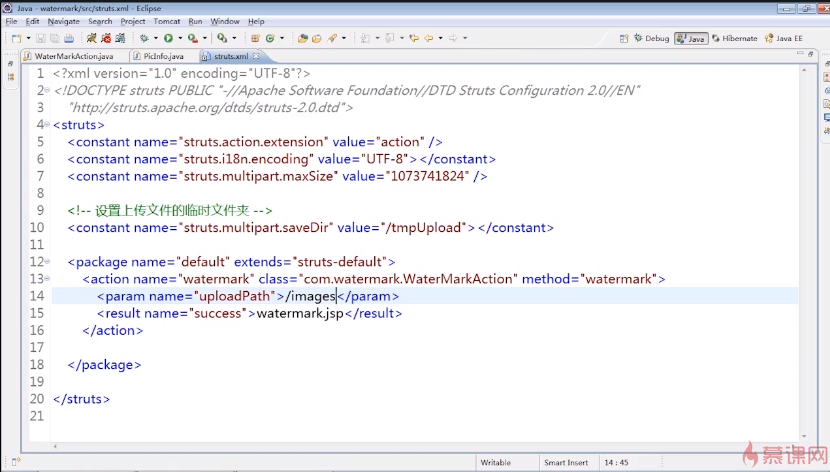 Java - watermark/src/struts.xml - Eclipse
File Edit Navigate Search Project Tomcat Run Window Help
Debug Java Hibernate Java EE
WaterMarkAction.java PicInfo.java struts.xml
1 <?xml version="1.0" encoding="UTF-8"?>
2 <!DOCTYPE struts PUBLIC "-//Apache Software Foundation//DTD Struts Configuration 2.0//EN"
3 "http://struts.apache.org/dtds/struts-2.0.dtd">
4 <struts>
5 <constant name="struts.action.extension" value="action" />
6 <constant name="struts.i18n.encoding" value="UTF-8"></constant>
7 <constant name="struts.multipart.maxSize" value="1073741824" />
8
9 <!-- 设置上传文件的临时文件夹 -->
10 <constant name="struts.multipart.saveDir" value="/tmpUpload"></constant>
11
12 <package name="default" extends="struts-default">
13 <action name="watermark" class="com.watermark.WaterMarkAction" method="watermark">
14 <param name="uploadPath">/images</param>
15 <result name="success">watermark.jsp</result>
16 </action>
17
18 </package>
19
20 </struts>
21
Writable Smart Insert 14 : 45
慕课网